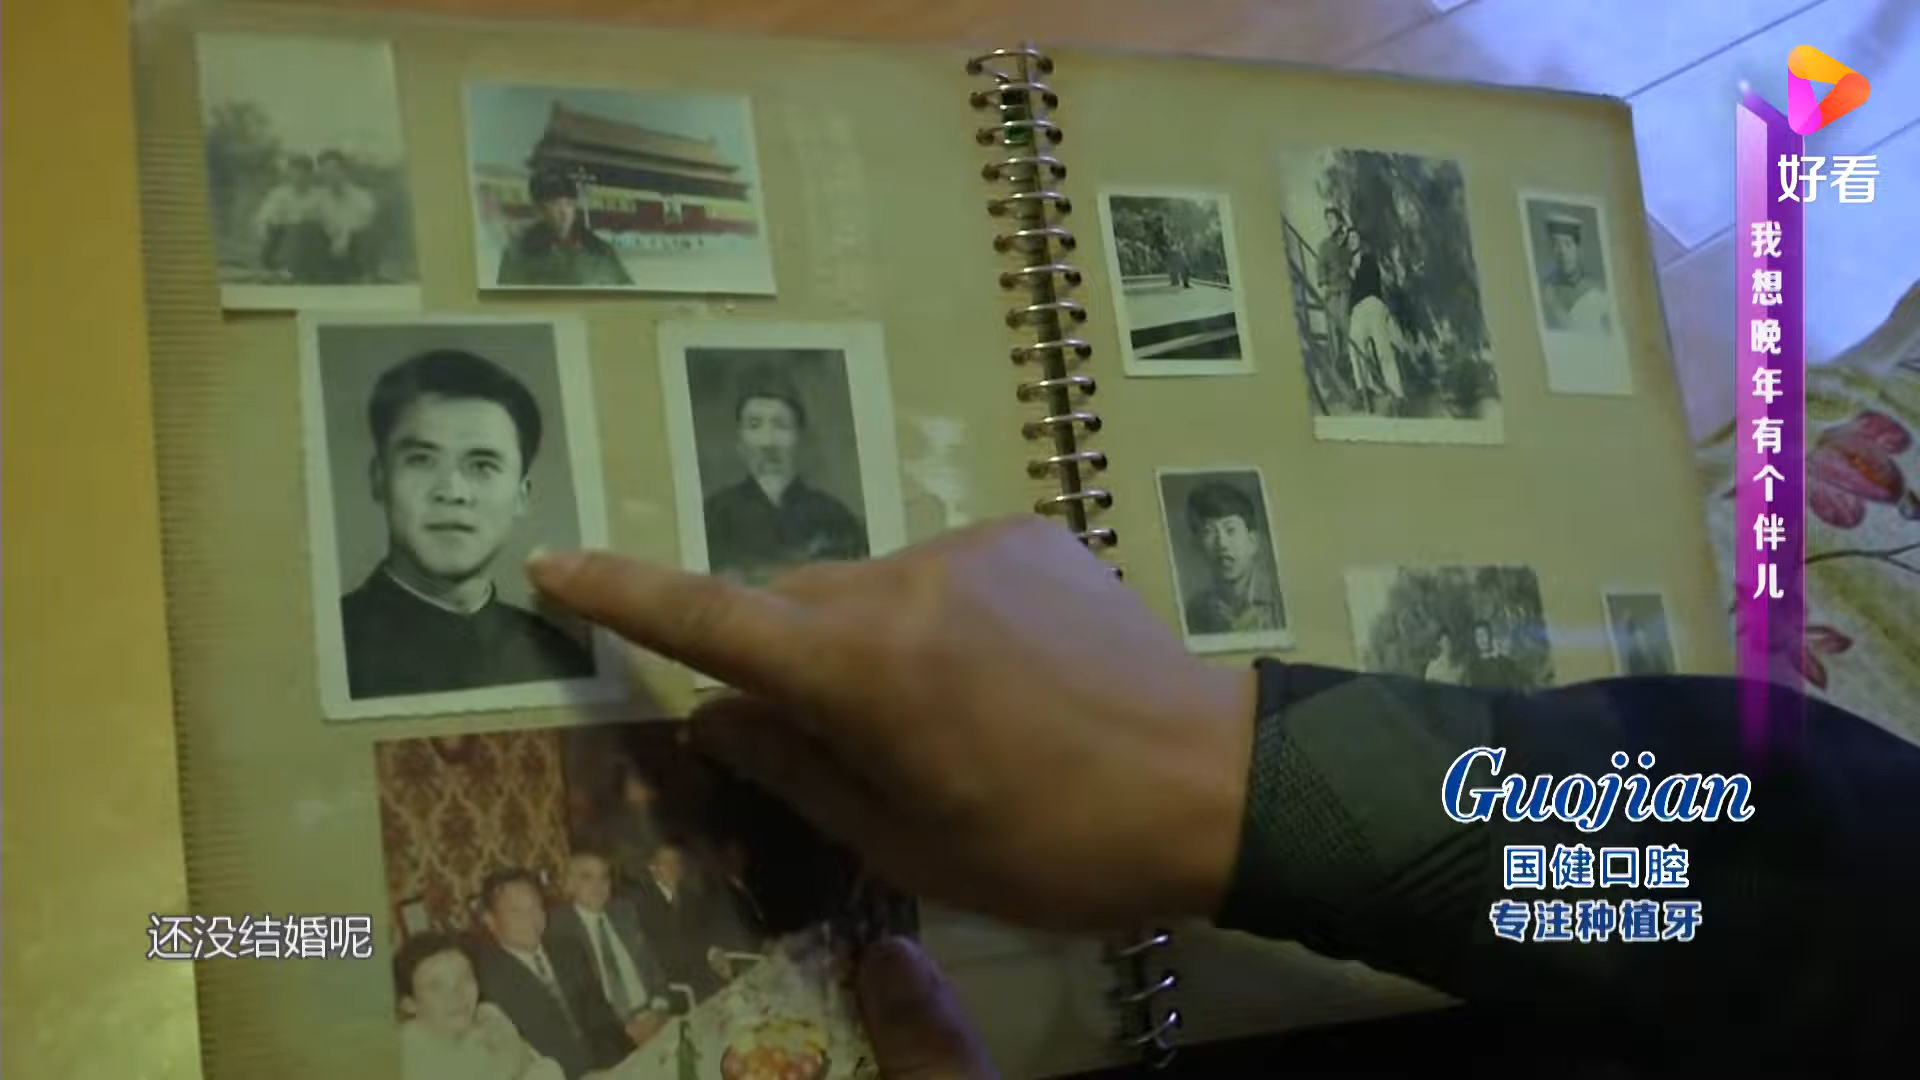 好看
我想晚年有个伴儿
Guojian
国健口腔
专注种植牙
还没结婚呢